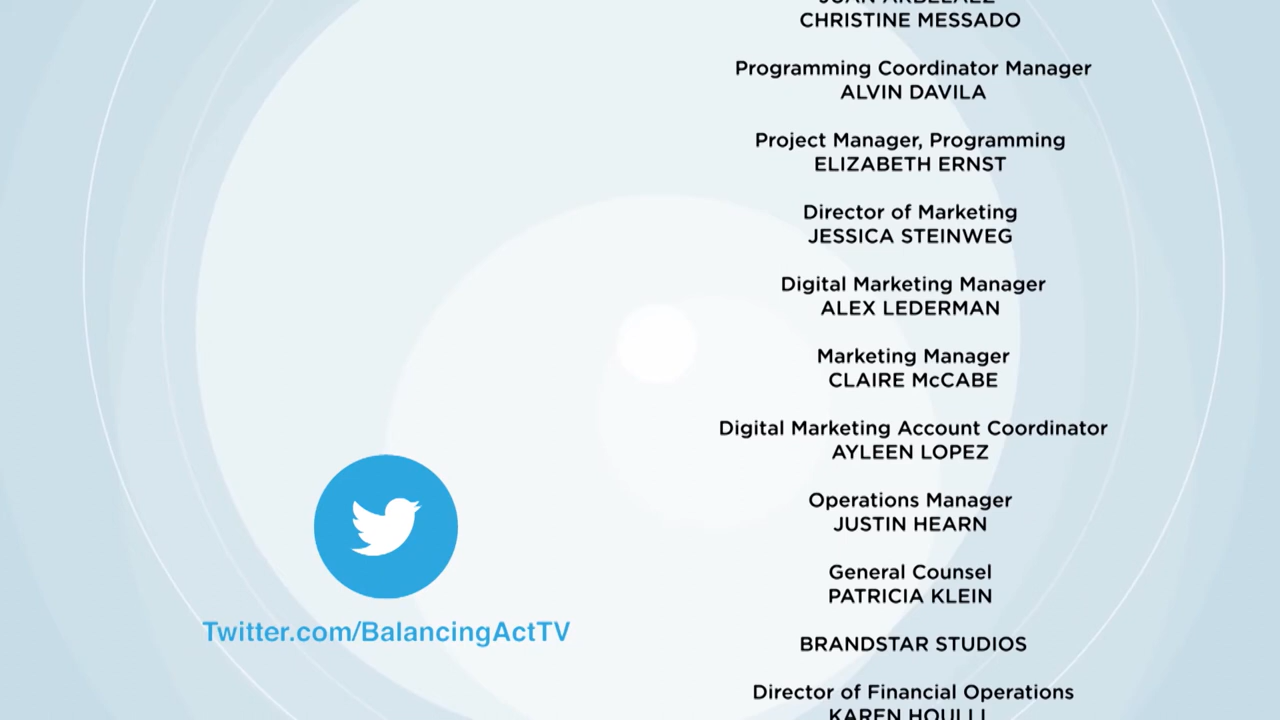 CHRISTINE MESSADO
Programming Coordinator Manager
ALVIN DAVILA
Project Manager, Programming
ELIZABETH ERNST
Director of Marketing
JESSICA STEINWEG
Digital Marketing Manager
ALEX LEDERMAN
Marketing Manager
CLAIRE McCABE
Digital Marketing Account Coordinator
AYLEEN LOPEZ
Operations Manager
JUSTIN HEARN
General Counsel
PATRICIA KLEIN
BRANDSTAR STUDIOS
Director of Financial Operations
KAREN
Twitter.com/BalancingActTV